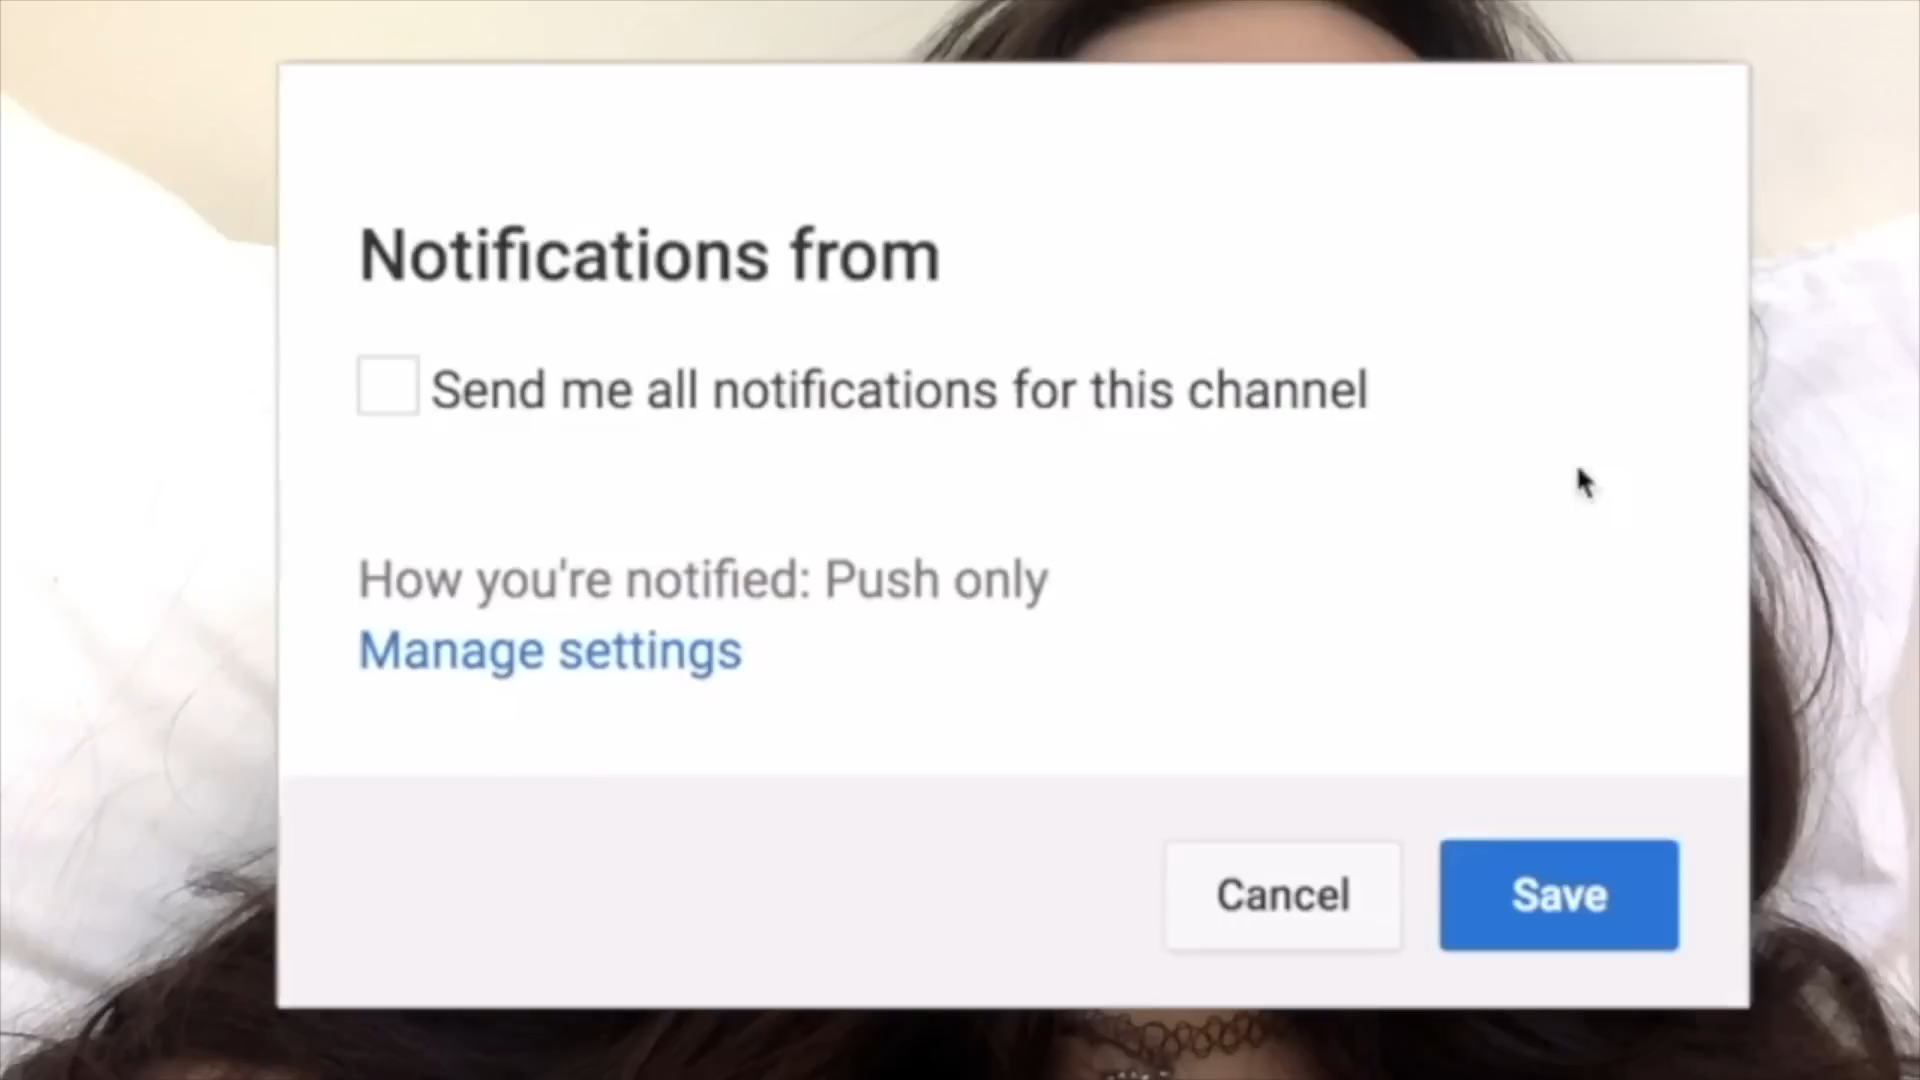 Notifications from
Send me all notifications for this channel
How you're notified: Push only
Manage settings
Cancel
Save